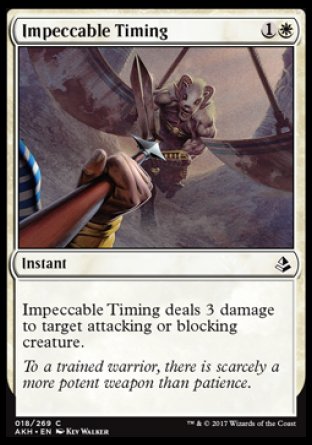 Impeccable Timing 1
Instant
Impeccable Timing deals 3 damage
to target attacking or blocking
creature.
To a trained warrior, there is scarcely a
more potent weapon than patience.
018/269 C
AKH • EN Kev Walker ™ & © 2017 Wizards of the Coast